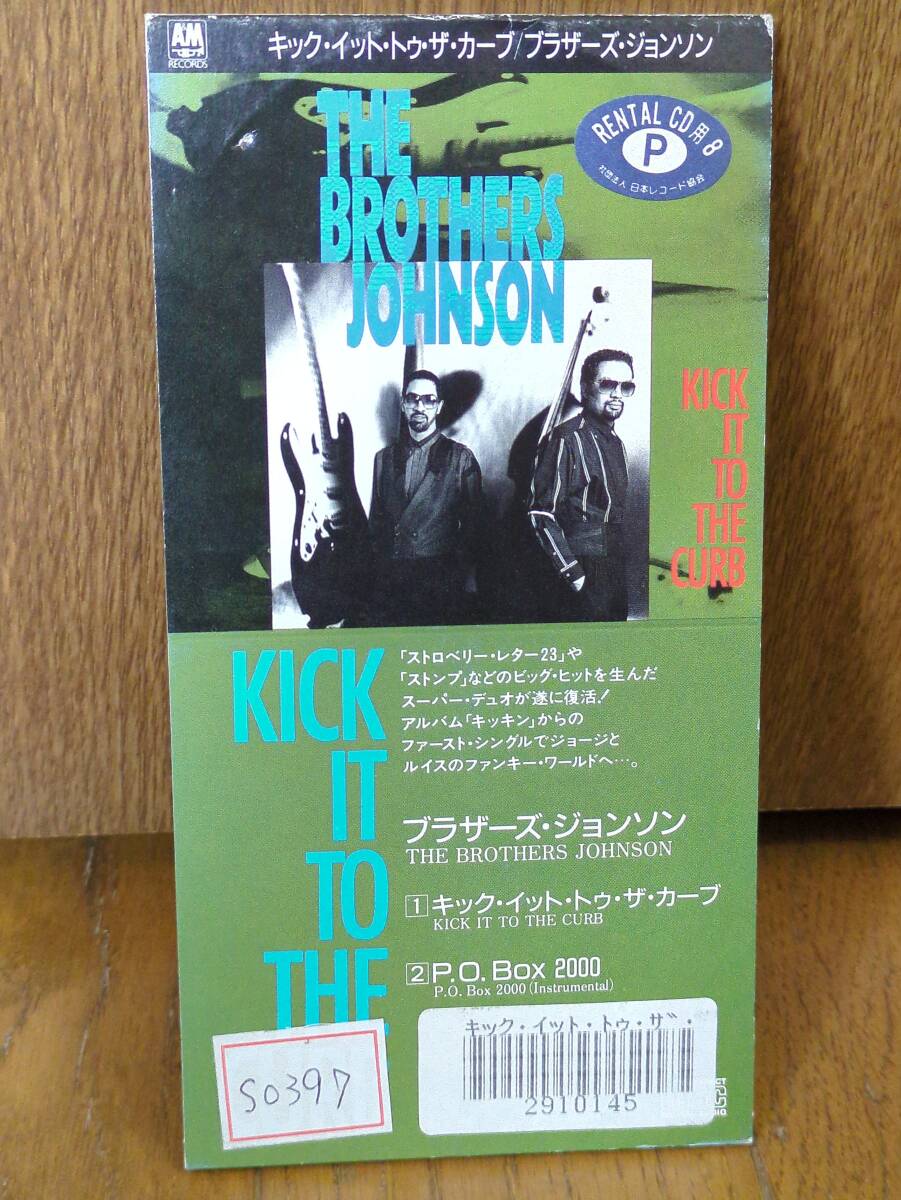 A&M
RECORDS
キック・イット・トゥ・ザ・カーブ/ブラザーズ・ジョンソン
RENTAL CD用 8
P
社団法人 日本レコード協会
THE
BROTHERS
JOHNSON
KICK
IT
TO
THE
CURB
KICK
IT
TO
THE
「ストロベリー・レター23」や
「ストンプ」などのビッグ・ヒットを生んだ
スーパー・デュオが遂に復活!
アルバム「キッキン」からの
ファースト・シングルでジョージと
ルイスのファンキー・ワールドへ…。
ブラザーズ・ジョンソン
THE BROTHERS JOHNSON
1 キック・イット・トゥ・ザ・カーブ
KICK IT TO THE CURB
2 P.O. Box 2000
P.O. Box 2000 (Instrumental)
キック・イット・トゥ・ザ・
2910145
S0397